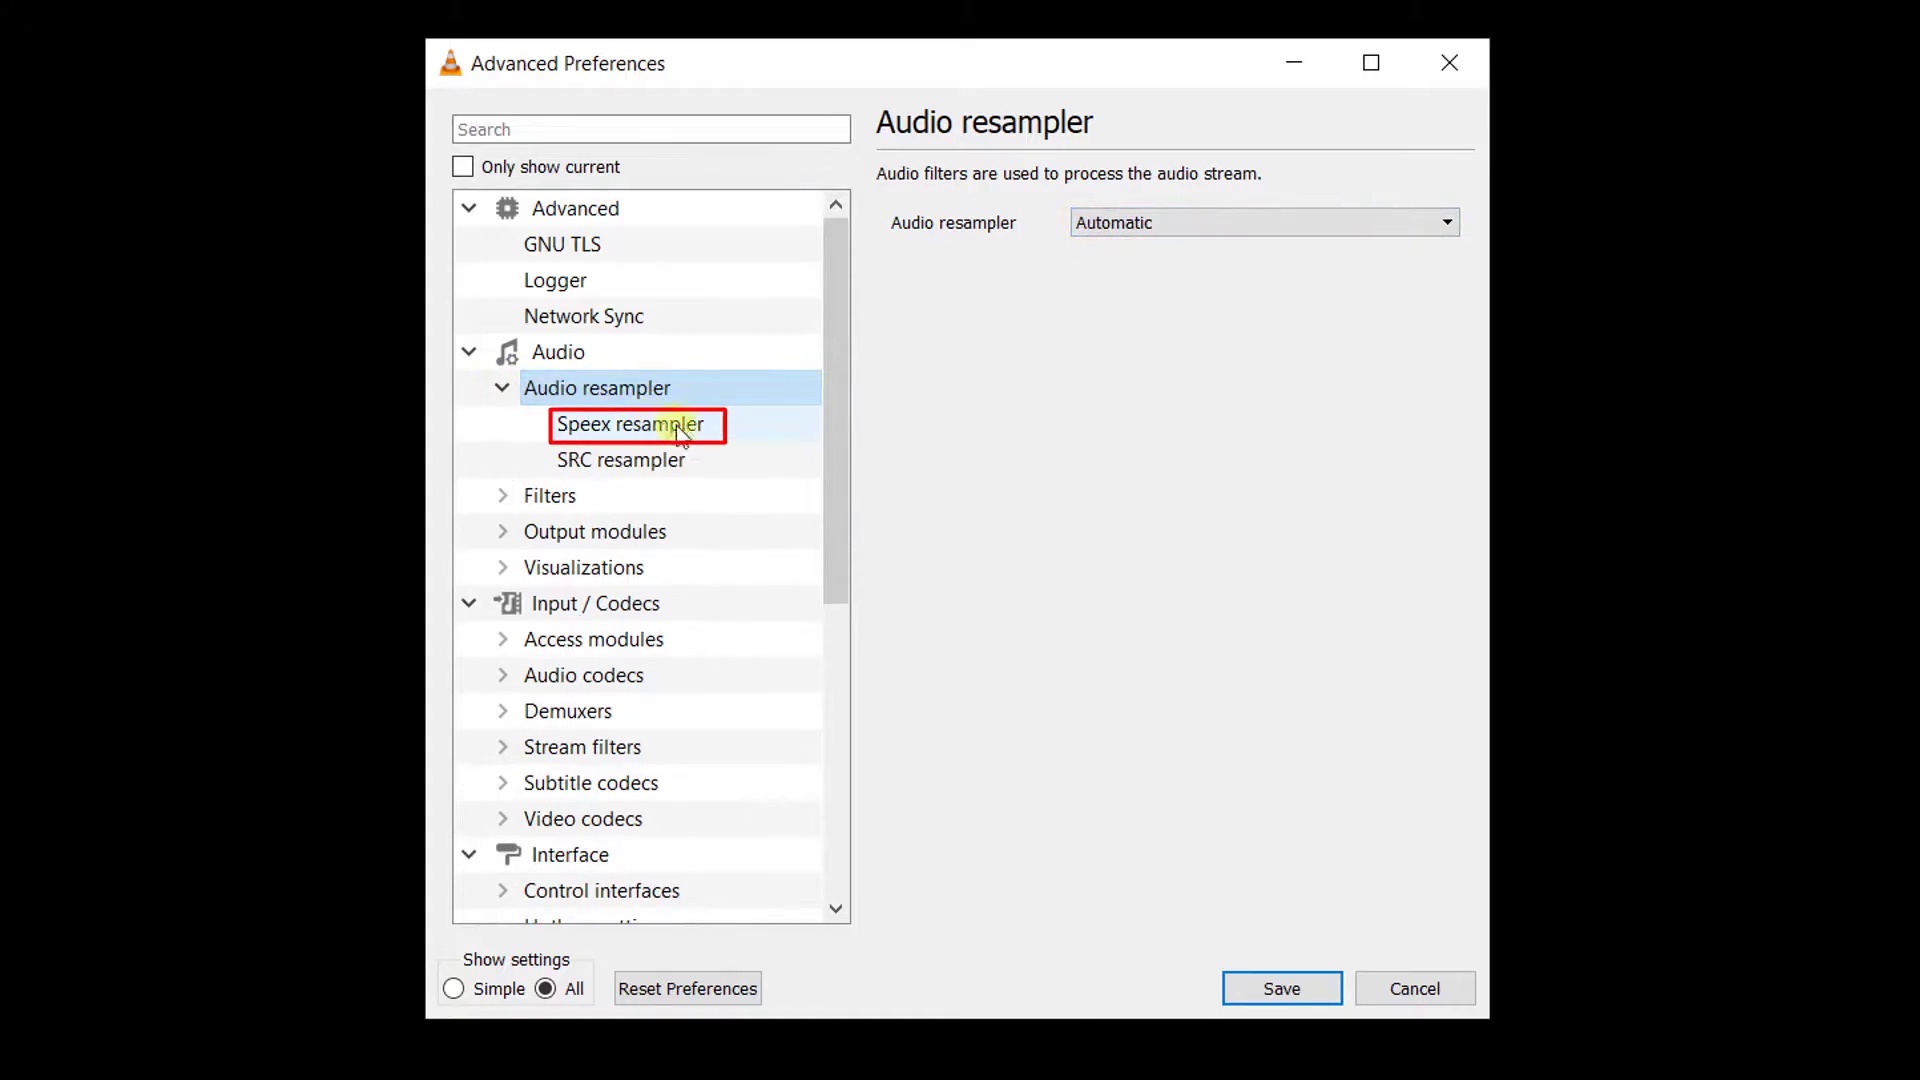 Advanced Preferences
Search
Only show current
Advanced
GNU TLS
Logger
Network Sync
Audio
Audio resampler
Speex resampler
SRC resampler
Filters
Output modules
Visualizations
Input / Codecs
Access modules
Audio codecs
Demuxers
Stream filters
Subtitle codecs
Video codecs
Interface
Control interfaces
Show settings
Simple All
Reset Preferences
Audio resampler
Audio filters are used to process the audio stream.
Audio resampler Automatic
Save Cancel